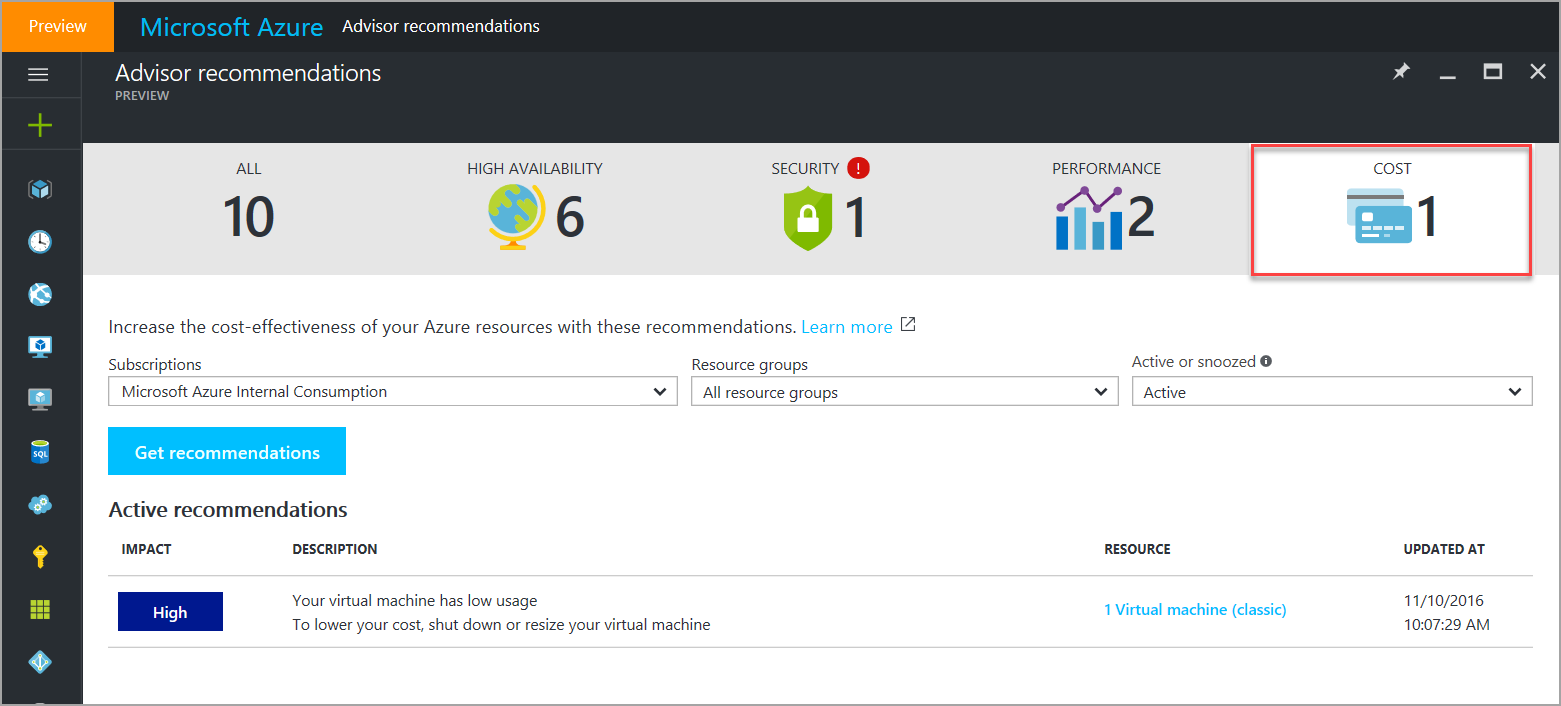 Preview Microsoft Azure Advisor recommendations
Advisor recommendations
PREVIEW
ALL HIGH AVAILABILITY SECURITY ! PERFORMANCE COST
10 6 1 2 1
Increase the cost-effectiveness of your Azure resources with these recommendations. Learn more
Subscriptions Resource groups Active or snoozed
Microsoft Azure Internal Consumption All resource groups Active
Get recommendations
SQL
Active recommendations
IMPACT DESCRIPTION RESOURCE UPDATED AT
High Your virtual machine has low usage 1 Virtual machine (classic) 11/10/2016
To lower your cost, shut down or resize your virtual machine 10:07:29 AM